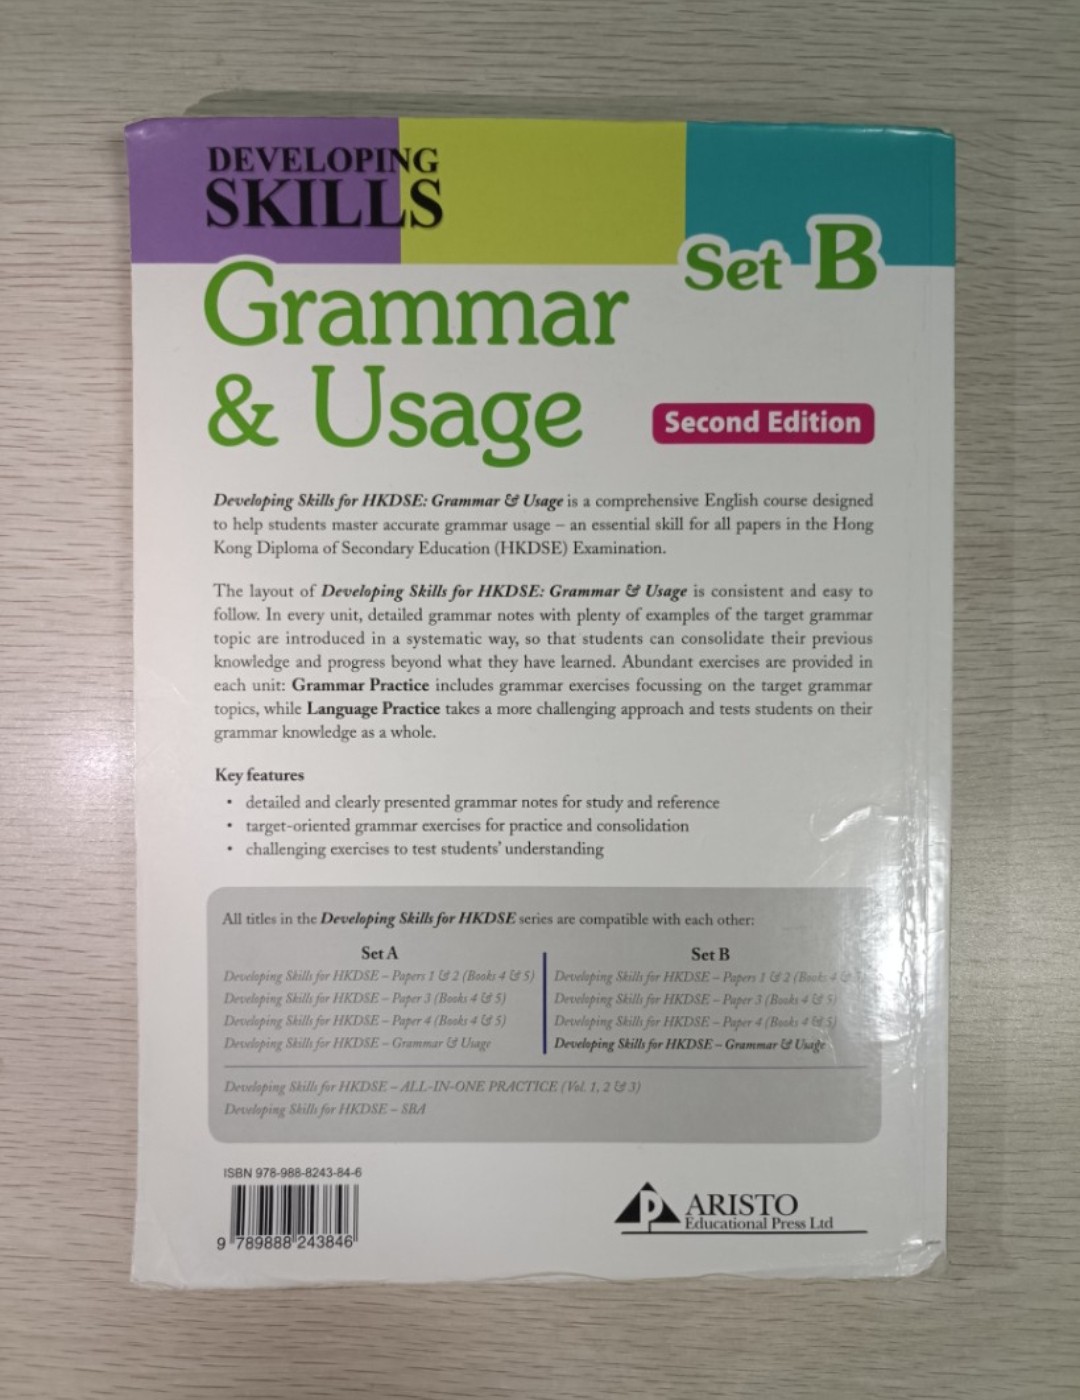 DEVELOPING
SKILLS
Set B
Grammar
& Usage
Second Edition
Developing Skills for HKDSE: Grammar & Usage is a comprehensive English course designed
to help students master accurate grammar usage – an essential skill for all papers in the Hong
Kong Diploma of Secondary Education (HKDSE) Examination.
The layout of Developing Skills for HKDSE: Grammar & Usage is consistent and easy to
follow. In every unit, detailed grammar notes with plenty of examples of the target grammar
topic are introduced in a systematic way, so that students can consolidate their previous
knowledge and progress beyond what they have learned. Abundant exercises are provided in
each unit: Grammar Practice includes grammar exercises focussing on the target grammar
topics, while Language Practice takes a more challenging approach and tests students on their
grammar knowledge as a whole.
Key features
• detailed and clearly presented grammar notes for study and reference
• target-oriented grammar exercises for practice and consolidation
• challenging exercises to test students' understanding
All titles in the Developing Skills for HKDSE series are compatible with each other:
Set A
Developing Skills for HKDSE – Papers 1 & 2 (Books 4 & 5)
Developing Skills for HKDSE – Paper 3 (Books 4 & 5)
Developing Skills for HKDSE – Paper 4 (Books 4 & 5)
Developing Skills for HKDSE – Grammar & Usage
Set B
Developing Skills for HKDSE – Papers 1 & 2 (Books 4 &
Developing Skills for HKDSE – Paper 3 (Books 4 & 5)
Developing Skills for HKDSE – Paper 4 (Books 4 & 5)
Developing Skills for HKDSE – Grammar & Usage
Developing Skills for HKDSE – ALL-IN-ONE PRACTICE (Vol. 1, 2 & 3)
Developing Skills for HKDSE – SBA
ISBN 978-988-8243-84-6
9 789888 243846
P ARISTO
Educational Press Ltd